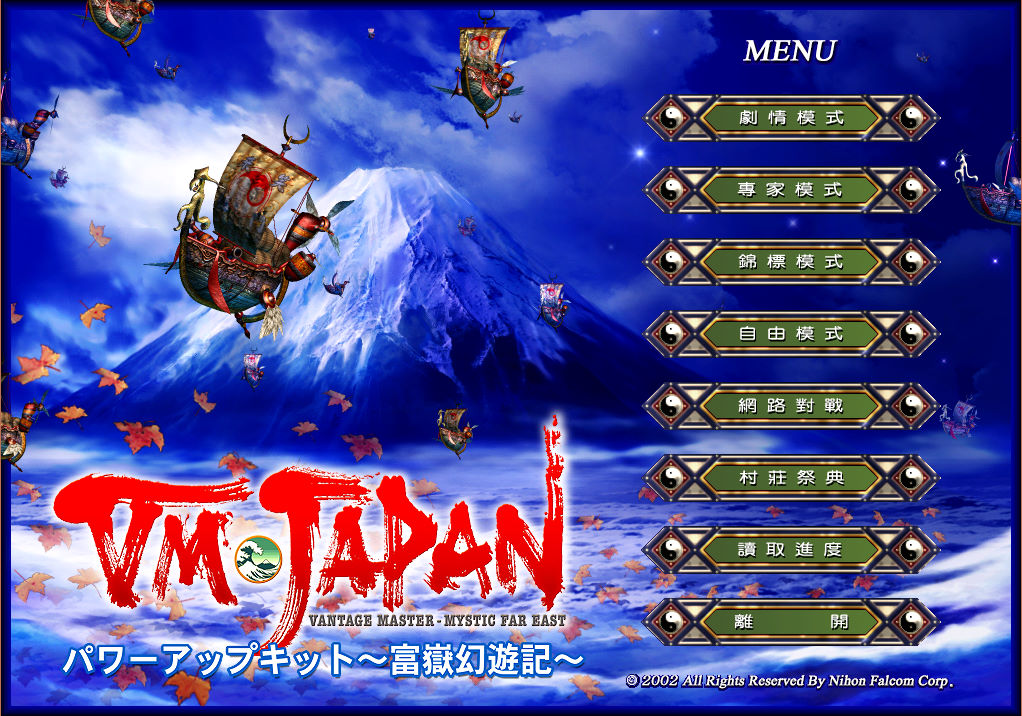 MENU
劇情模式
專家模式
錦標模式
自由模式
網路對戰
村莊祭典
讀取進度
離開
VM JAPAN
VANTAGE MASTER - MYSTIC FAR EAST
パワーアップキット～富嶽幻遊記～
© 2002 All Rights Reserved By Nihon Falcom Corp.